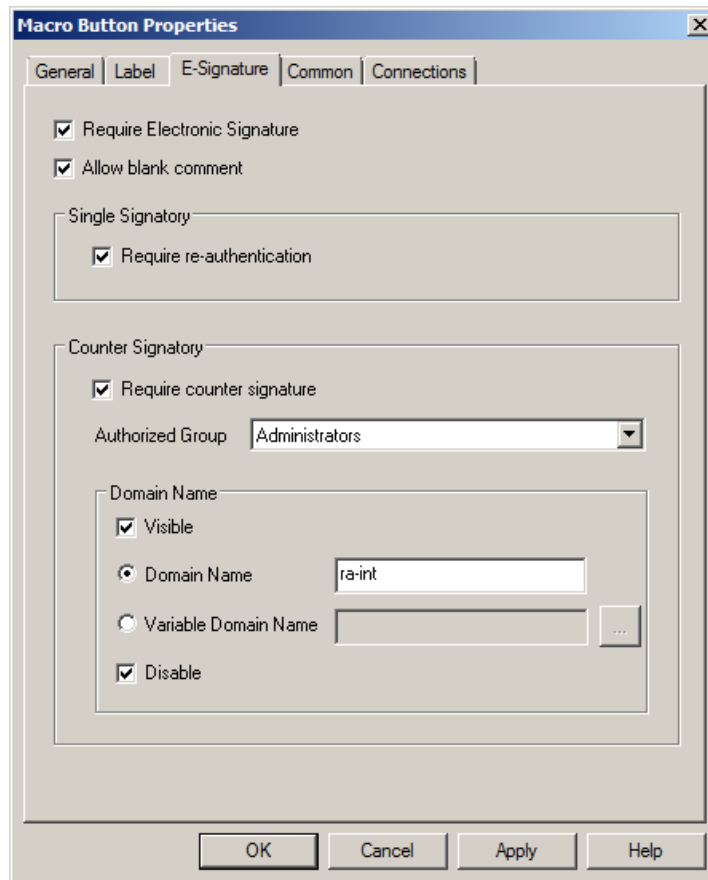 Macro Button Properties
General Label E-Signature Common Connections
Require Electronic Signature
Allow blank comment
Single Signatory
Require re-authentication
Counter Signatory
Require counter signature
Authorized Group Administrators
Domain Name
Visible
Domain Name ra-int
Variable Domain Name ...
Disable
OK Cancel Apply Help